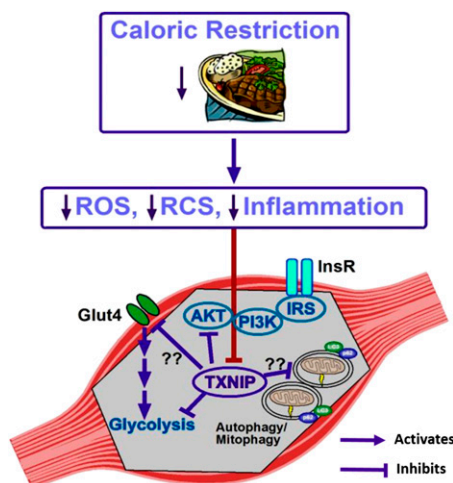 Caloric Restriction
↓ROS, ↓RCS, ↓Inflammation
InsR
Glut4
AKT
PI3K
IRS
??
??
TXNIP
Glycolysis
Autophagy/
Mitophagy
Activates
Inhibits